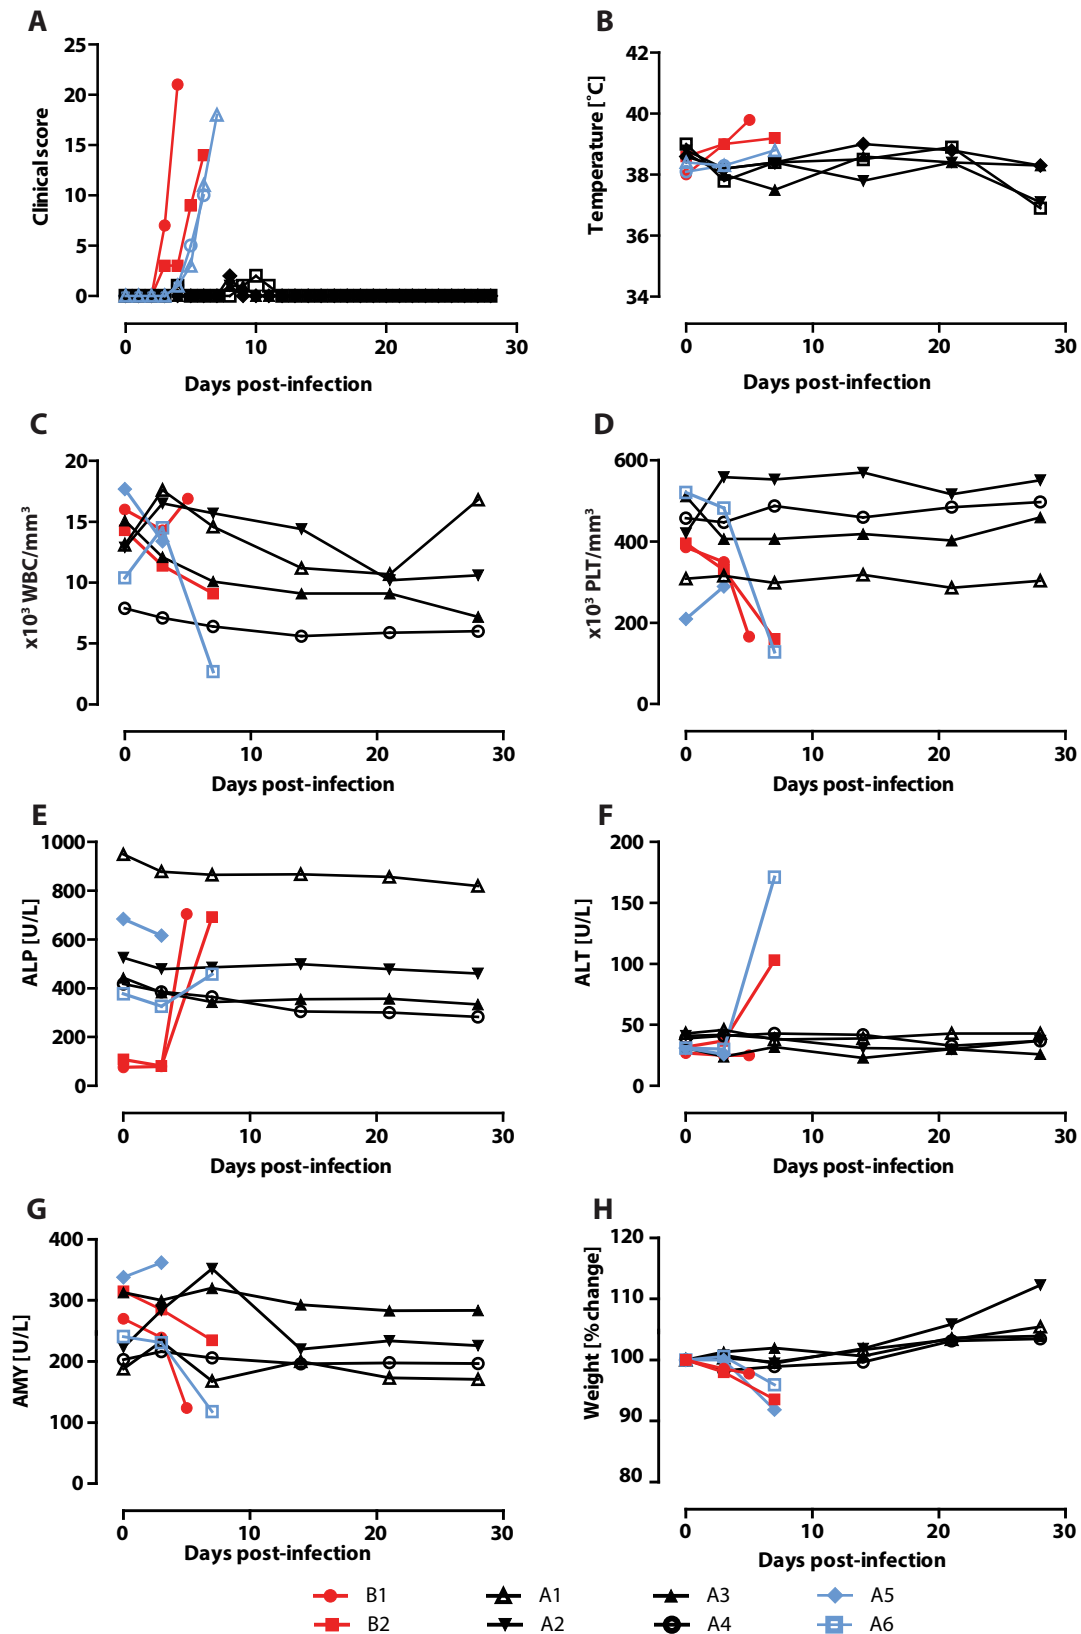 A
25
20
15
10
5
0
Clinical score
0 10 20 30
Days post-infection
B
42
40
38
36
34
Temperature [˚C]
0 10 20 30
Days post-infection
C
20
15
10
5
0
x10³ WBC/mm³
0 10 20 30
Days post-infection
D
600
400
200
0
x10³ PLT/mm³
0 10 20 30
Days post-infection
E
1000
800
600
400
200
0
ALP [U/L]
0 10 20 30
Days post-infection
F
200
150
100
50
0
ALT [U/L]
0 10 20 30
Days post-infection
G
400
300
200
100
0
AMY [U/L]
0 10 20 30
Days post-infection
H
120
110
100
90
80
Weight [% change]
0 10 20 30
Days post-infection
B1 A1 A3 A5
B2 A2 A4 A6